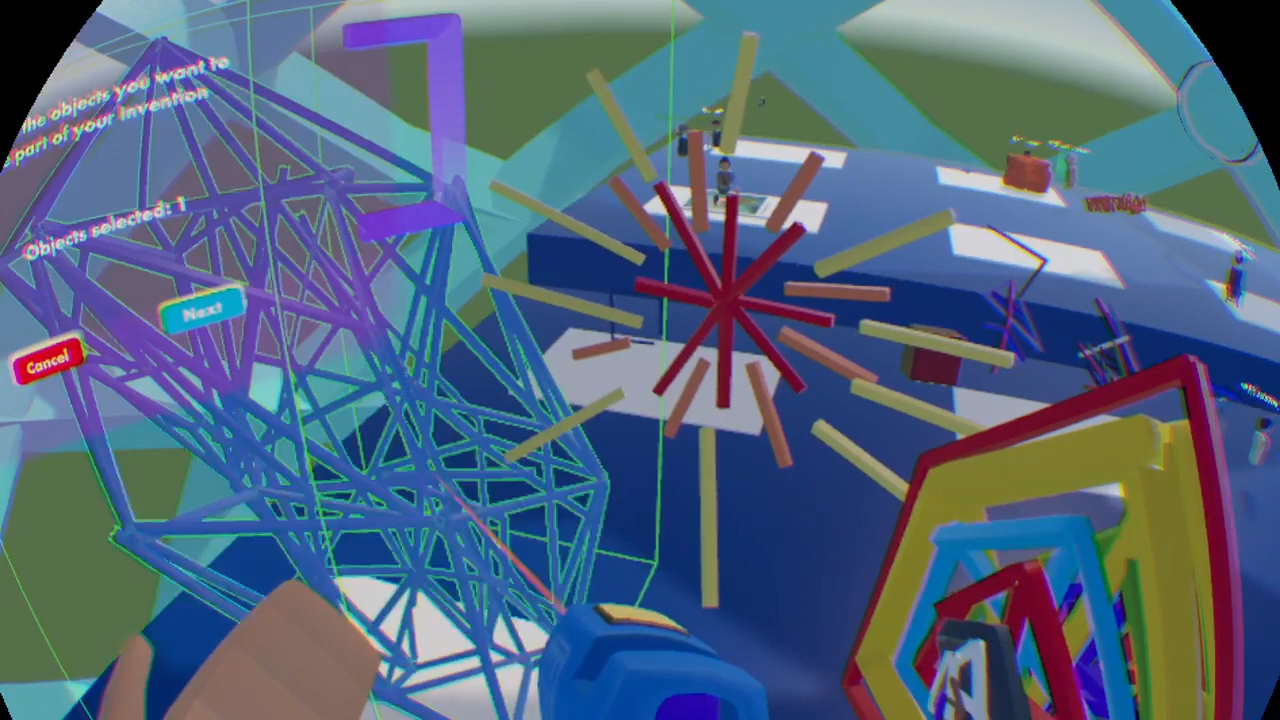 the objects you want to
part of your invention
Objects selected: 1
Next
Cancel